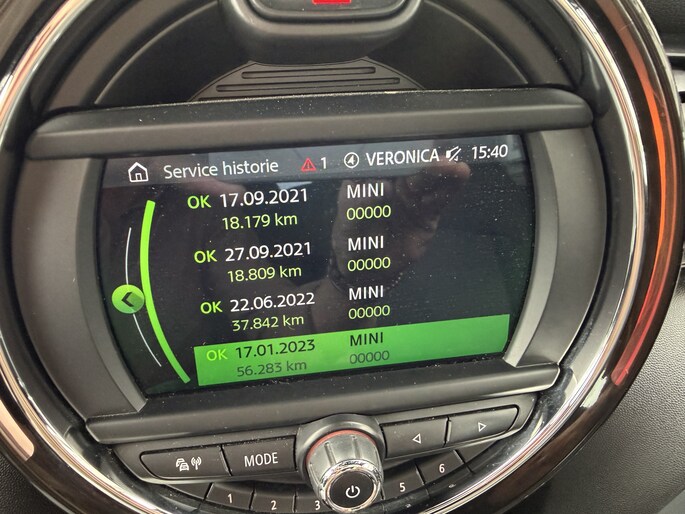 Service historie 1 VERONICA 15:40
OK 17.09.2021 MINI
18.179 km 00000
OK 27.09.2021 MINI
18.809 km 00000
OK 22.06.2022 MINI
37.842 km 00000
OK 17.01.2023 MINI
56.283 km 00000
MODE
1 2 3 5 6